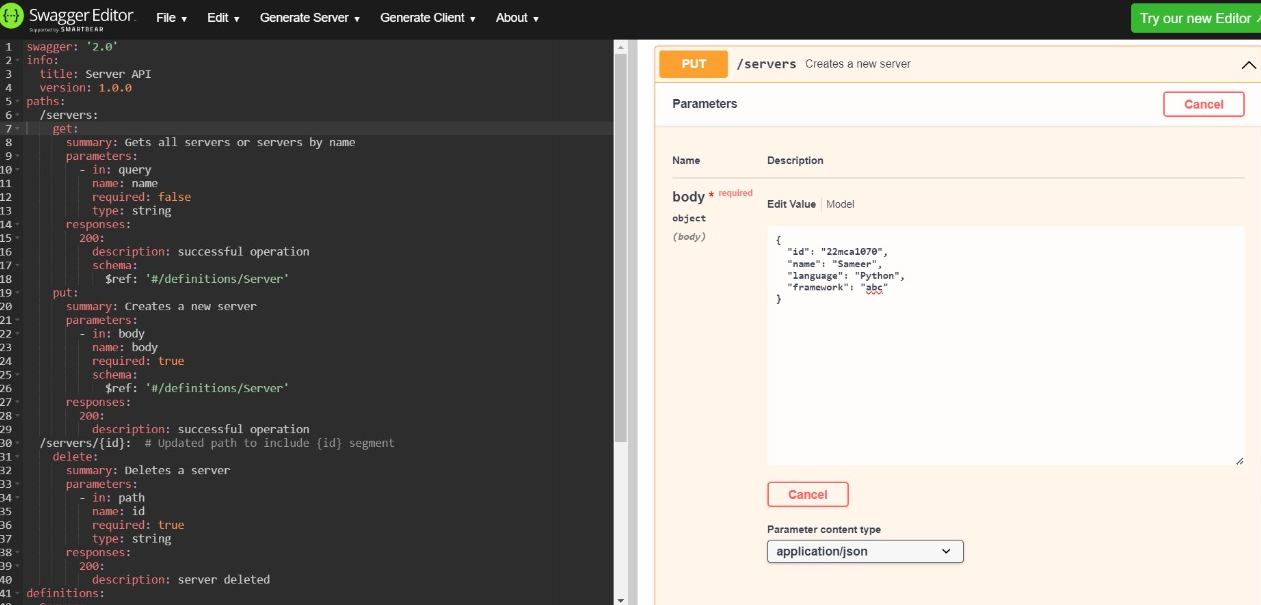 Swagger Editor.
Supported by SMARTBEAR
File ▾ Edit ▾ Generate Server ▾ Generate Client ▾ About ▾
Try our new Editor
1 swagger: '2.0'
2 info:
3   title: Server API
4   version: 1.0.0
5 paths:
6   /servers:
7     get:
8       summary: Gets all servers or servers by name
9       parameters:
10         - in: query
11           name: name
12           required: false
13           type: string
14       responses:
15         200:
16           description: successful operation
17           schema:
18             $ref: '#/definitions/Server'
19     put:
20       summary: Creates a new server
21       parameters:
22         - in: body
23           name: body
24           required: true
25           schema:
26             $ref: '#/definitions/Server'
27       responses:
28         200:
29           description: successful operation
30   /servers/{id}:  # Updated path to include {id} segment
31     delete:
32       summary: Deletes a server
33       parameters:
34         - in: path
35           name: id
36           required: true
37           type: string
38       responses:
39         200:
40           description: server deleted
41 definitions:
PUT /servers Creates a new server
Parameters
Cancel
Name Description
body * required
object
(body)
Edit Value | Model
{
  "id": "22mca1070",
  "name": "Sameer",
  "language": "Python",
  "framework": "abc"
}
Cancel
Parameter content type
application/json